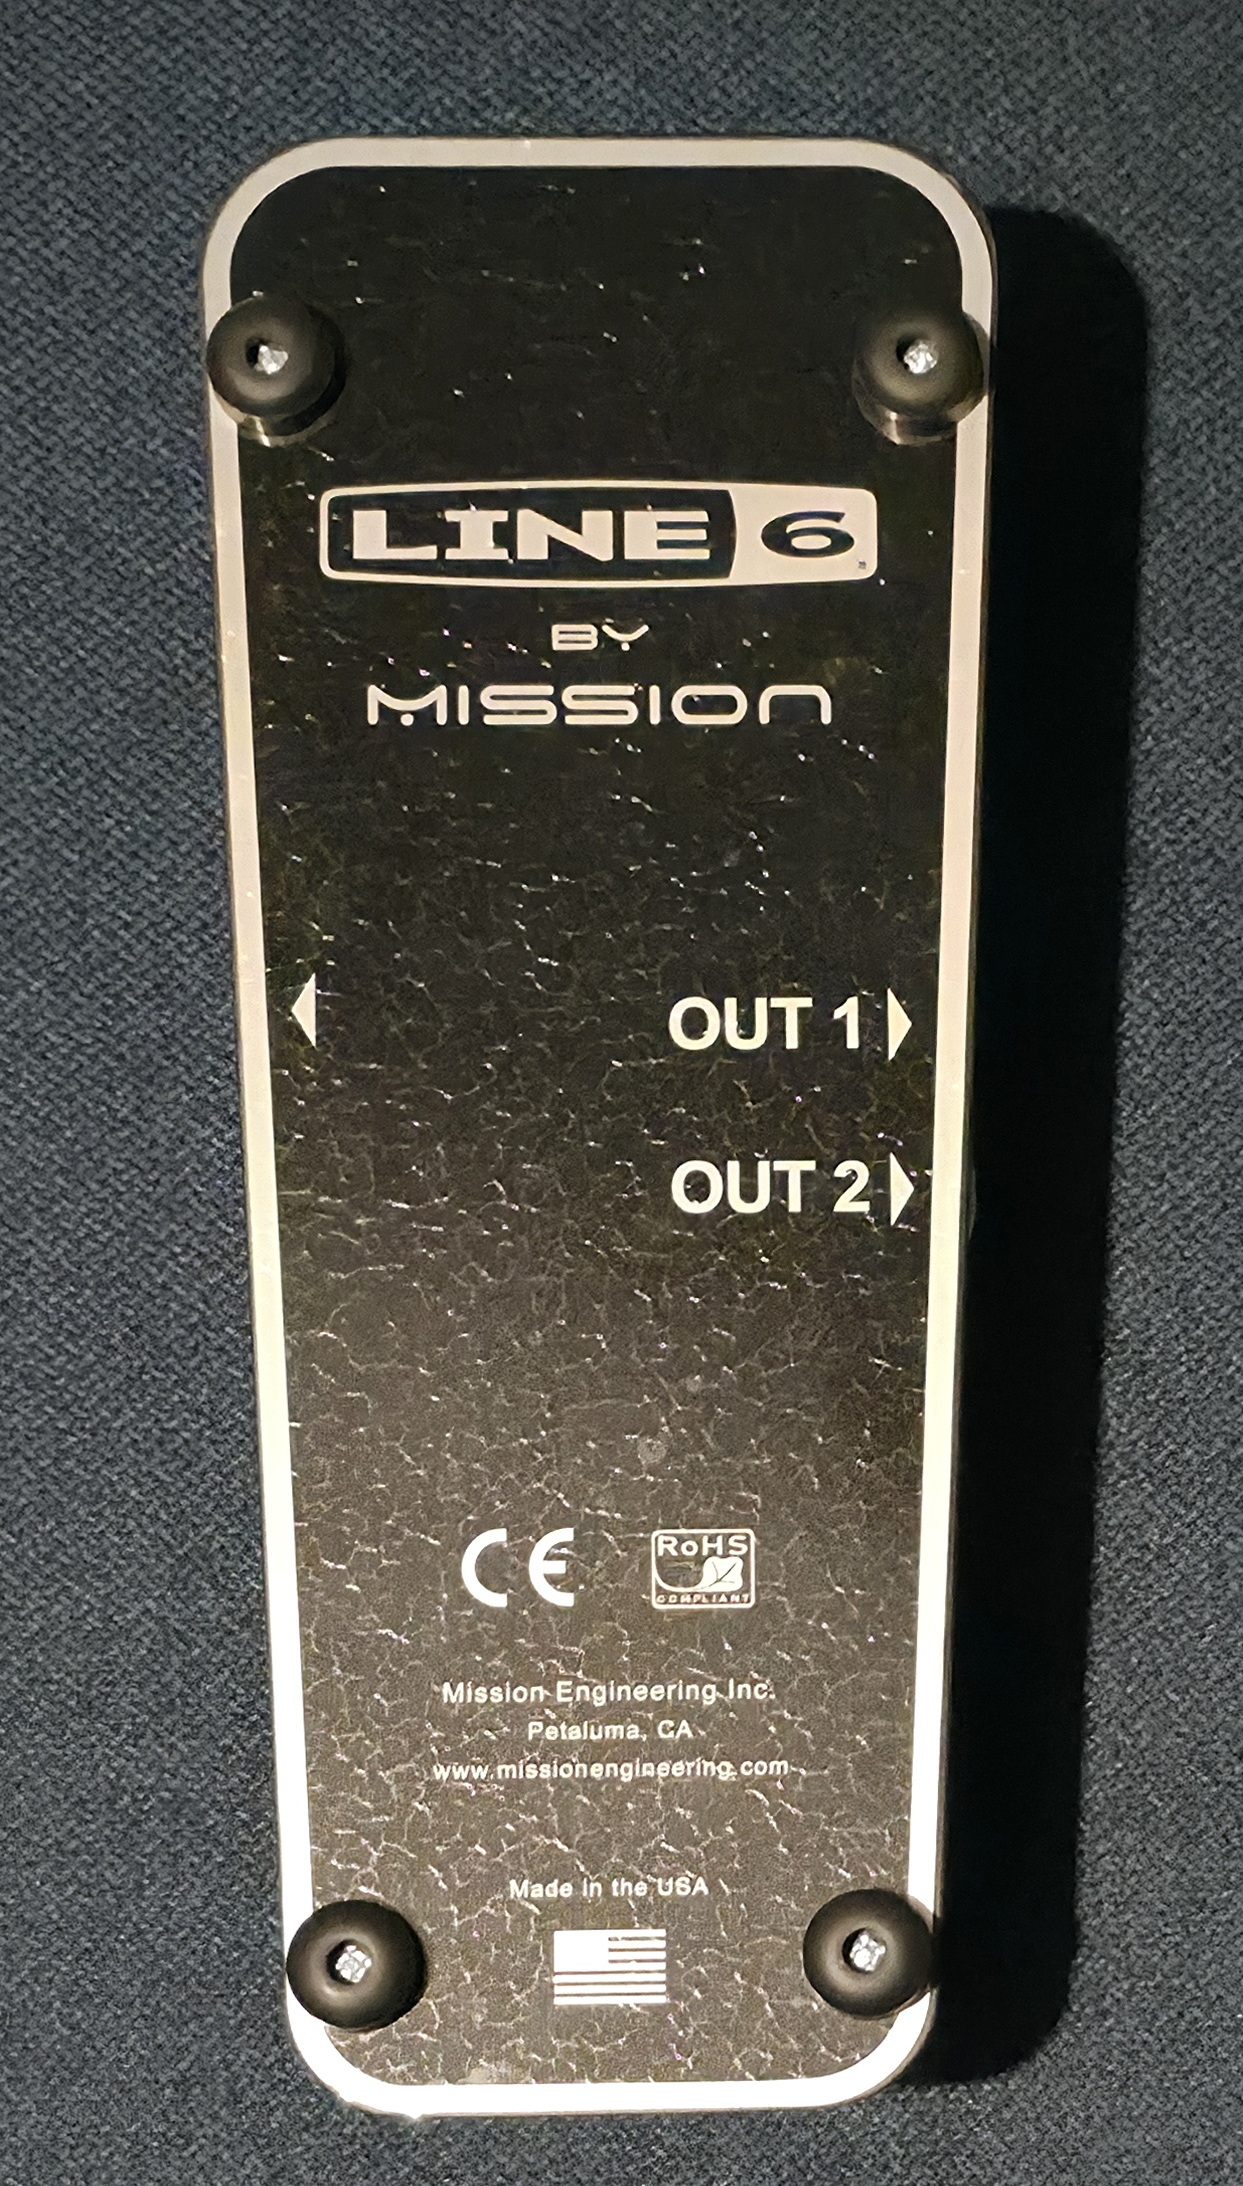 LINE 6
BY
MISSION
OUT 1
OUT 2
CE
RoHS
COMPLIANT
Mission Engineering Inc.
Petaluma, CA
www.missionengineering.com
Made in the USA